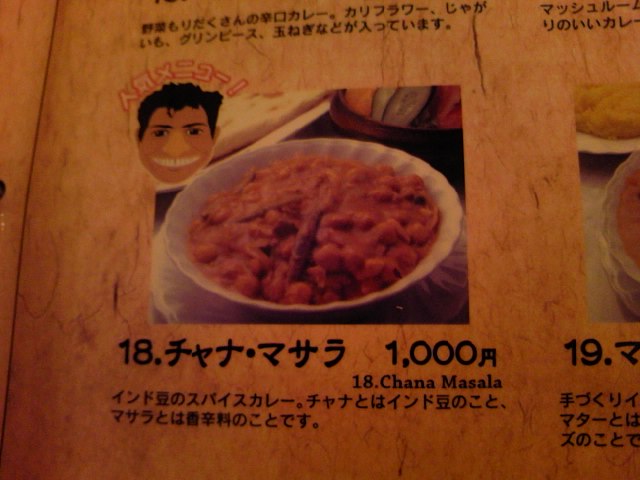 野菜もりだくさんの辛口カレー。カリフラワー、じゃが
いも、グリンピース、玉ねぎなどが入っています。
マッシュルーム
りのいいカレー
人気メニュー！
18.チャナ・マサラ 1,000円
18.Chana Masala
インド豆のスパイスカレー。チャナとはインド豆のこと、
マサラとは香辛料のことです。
19.マ
手づくりイ
マターとは
ズのことで